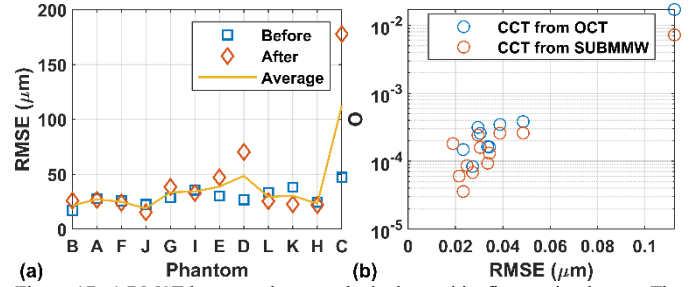 200
150
100
50
0
RMSE (μm)
Before
After
Average
B A F J G I E D L K H C
Phantom
(a)
10^-2
10^-3
10^-4
10^-5
O
CCT from OCT
CCT from SUBMMW
0 0.02 0.04 0.06 0.08 0.1
RMSE (μm)
(b)